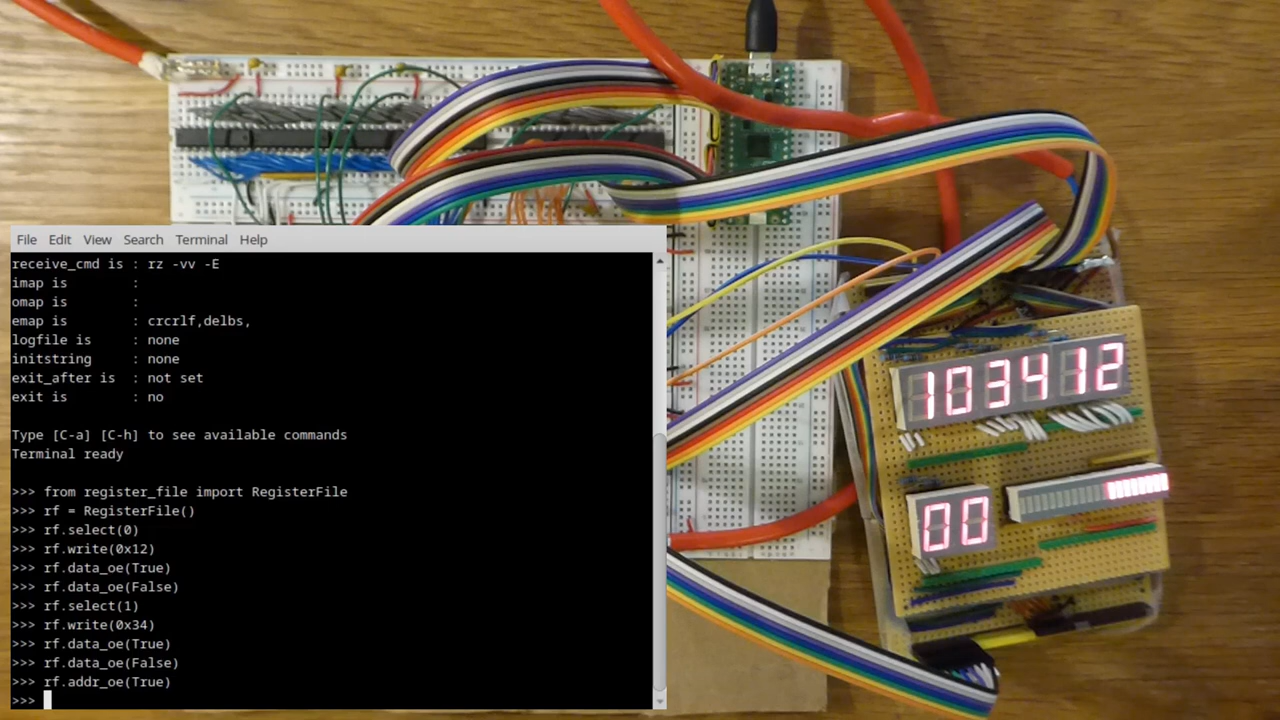 File Edit View Search Terminal Help
receive_cmd is : rz -vv -E
imap is        :
omap is        :
emap is        : crcrlf,delbs,
logfile is     : none
initstring     : none
exit_after is  : not set
exit is        : no
Type [C-a] [C-h] to see available commands
Terminal ready
>>> from register_file import RegisterFile
>>> rf = RegisterFile()
>>> rf.select(0)
>>> rf.write(0x12)
>>> rf.data_oe(True)
>>> rf.data_oe(False)
>>> rf.select(1)
>>> rf.write(0x34)
>>> rf.data_oe(True)
>>> rf.data_oe(False)
>>> rf.addr_oe(True)
>>>
103412
00